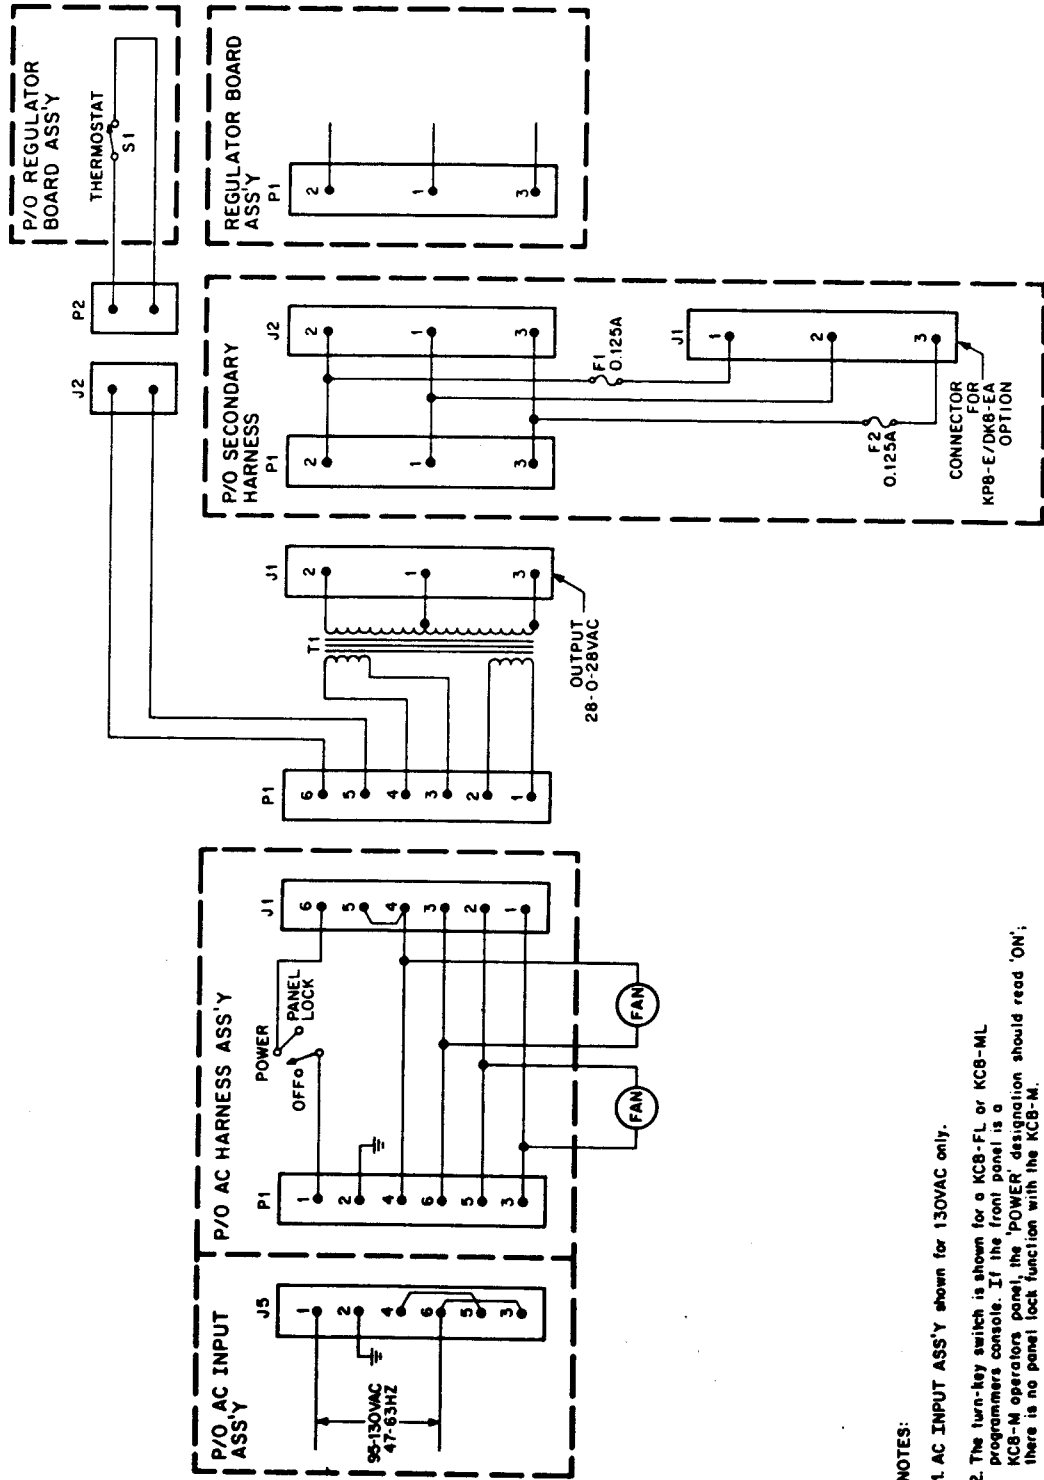 P/O AC INPUT
ASS'Y
J5
1
2
4
6
5
3
95-130VAC
47-63HZ
P/O AC HARNESS ASS'Y
P1
1
2
4
6
5
3
POWER
OFF
PANEL
LOCK
J1
6
5
4
3
2
1
FAN
FAN
P1
6
5
4
3
2
1
T1
J1
2
1
3
OUTPUT
28-0-28VAC
J2
P2
P/O REGULATOR
BOARD ASS'Y
THERMOSTAT
S1
P/O SECONDARY
HARNESS
P1
2
1
3
J2
2
1
3
F1
0.125A
F2
0.125A
J1
1
2
3
CONNECTOR
FOR
KP8-E/DK8-EA
OPTION
REGULATOR BOARD
ASS'Y
P1
2
1
3
NOTES:
1. AC INPUT ASS'Y shown for 130VAC only.
2. The turn-key switch is shown for a KC8-FL or KC8-ML
programmers console. If the front panel is a
KC8-M operators panel, the 'POWER' designation should read 'ON';
there is no panel lock function with the KC8-M.